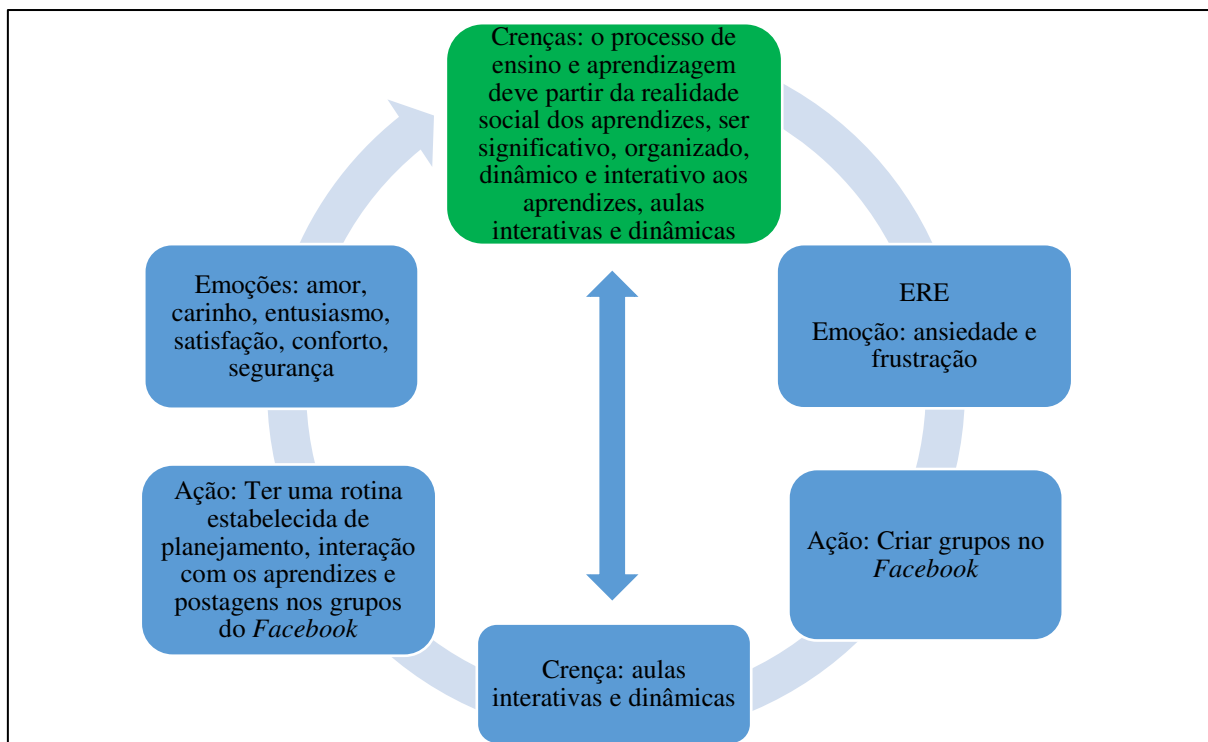 Crenças: o processo de
ensino e aprendizagem
deve partir da realidade
social dos aprendizes, ser
significativo, organizado,
dinâmico e interativo aos
aprendizes, aulas
interativas e dinâmicas
ERE
Emoção: ansiedade e
frustração
Ação: Criar grupos no
Facebook
Crença: aulas
interativas e dinâmicas
Ação: Ter uma rotina
estabelecida de
planejamento, interação
com os aprendizes e
postagens nos grupos
do Facebook
Emoções: amor,
carinho, entusiasmo,
satisfação, conforto,
segurança